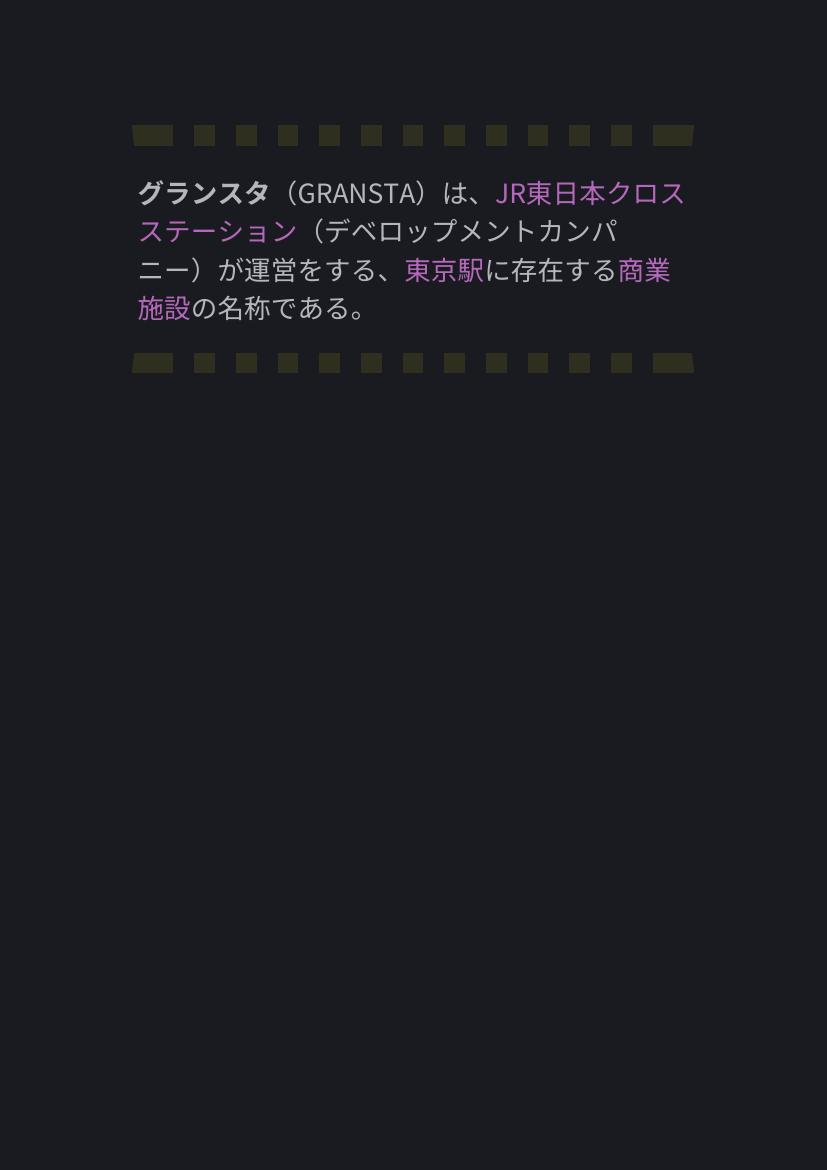 グランスタ（GRANSTA）は、JR東日本クロス
ステーション（デベロップメントカンパ
ニー）が運営をする、東京駅に存在する商業
施設の名称である。